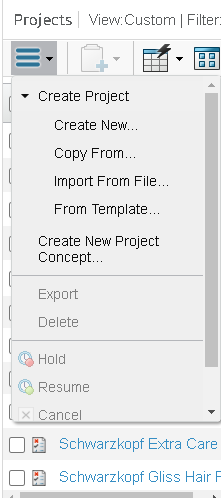 Projects View:Custom | Filter:
Create Project
Create New...
Copy From...
Import From File...
From Template...
Create New Project
Concept...
Export
Delete
Hold
Resume
Cancel
Schwarzkopf Extra Care
Schwarzkopf Gliss Hair